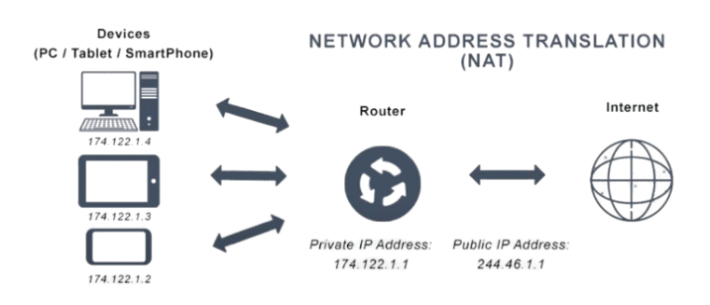 Devices
(PC / Tablet / SmartPhone)
NETWORK ADDRESS TRANSLATION
(NAT)
Router
Internet
174.122.1.4
174.122.1.3
174.122.1.2
Private IP Address:
174.122.1.1
Public IP Address:
244.46.1.1